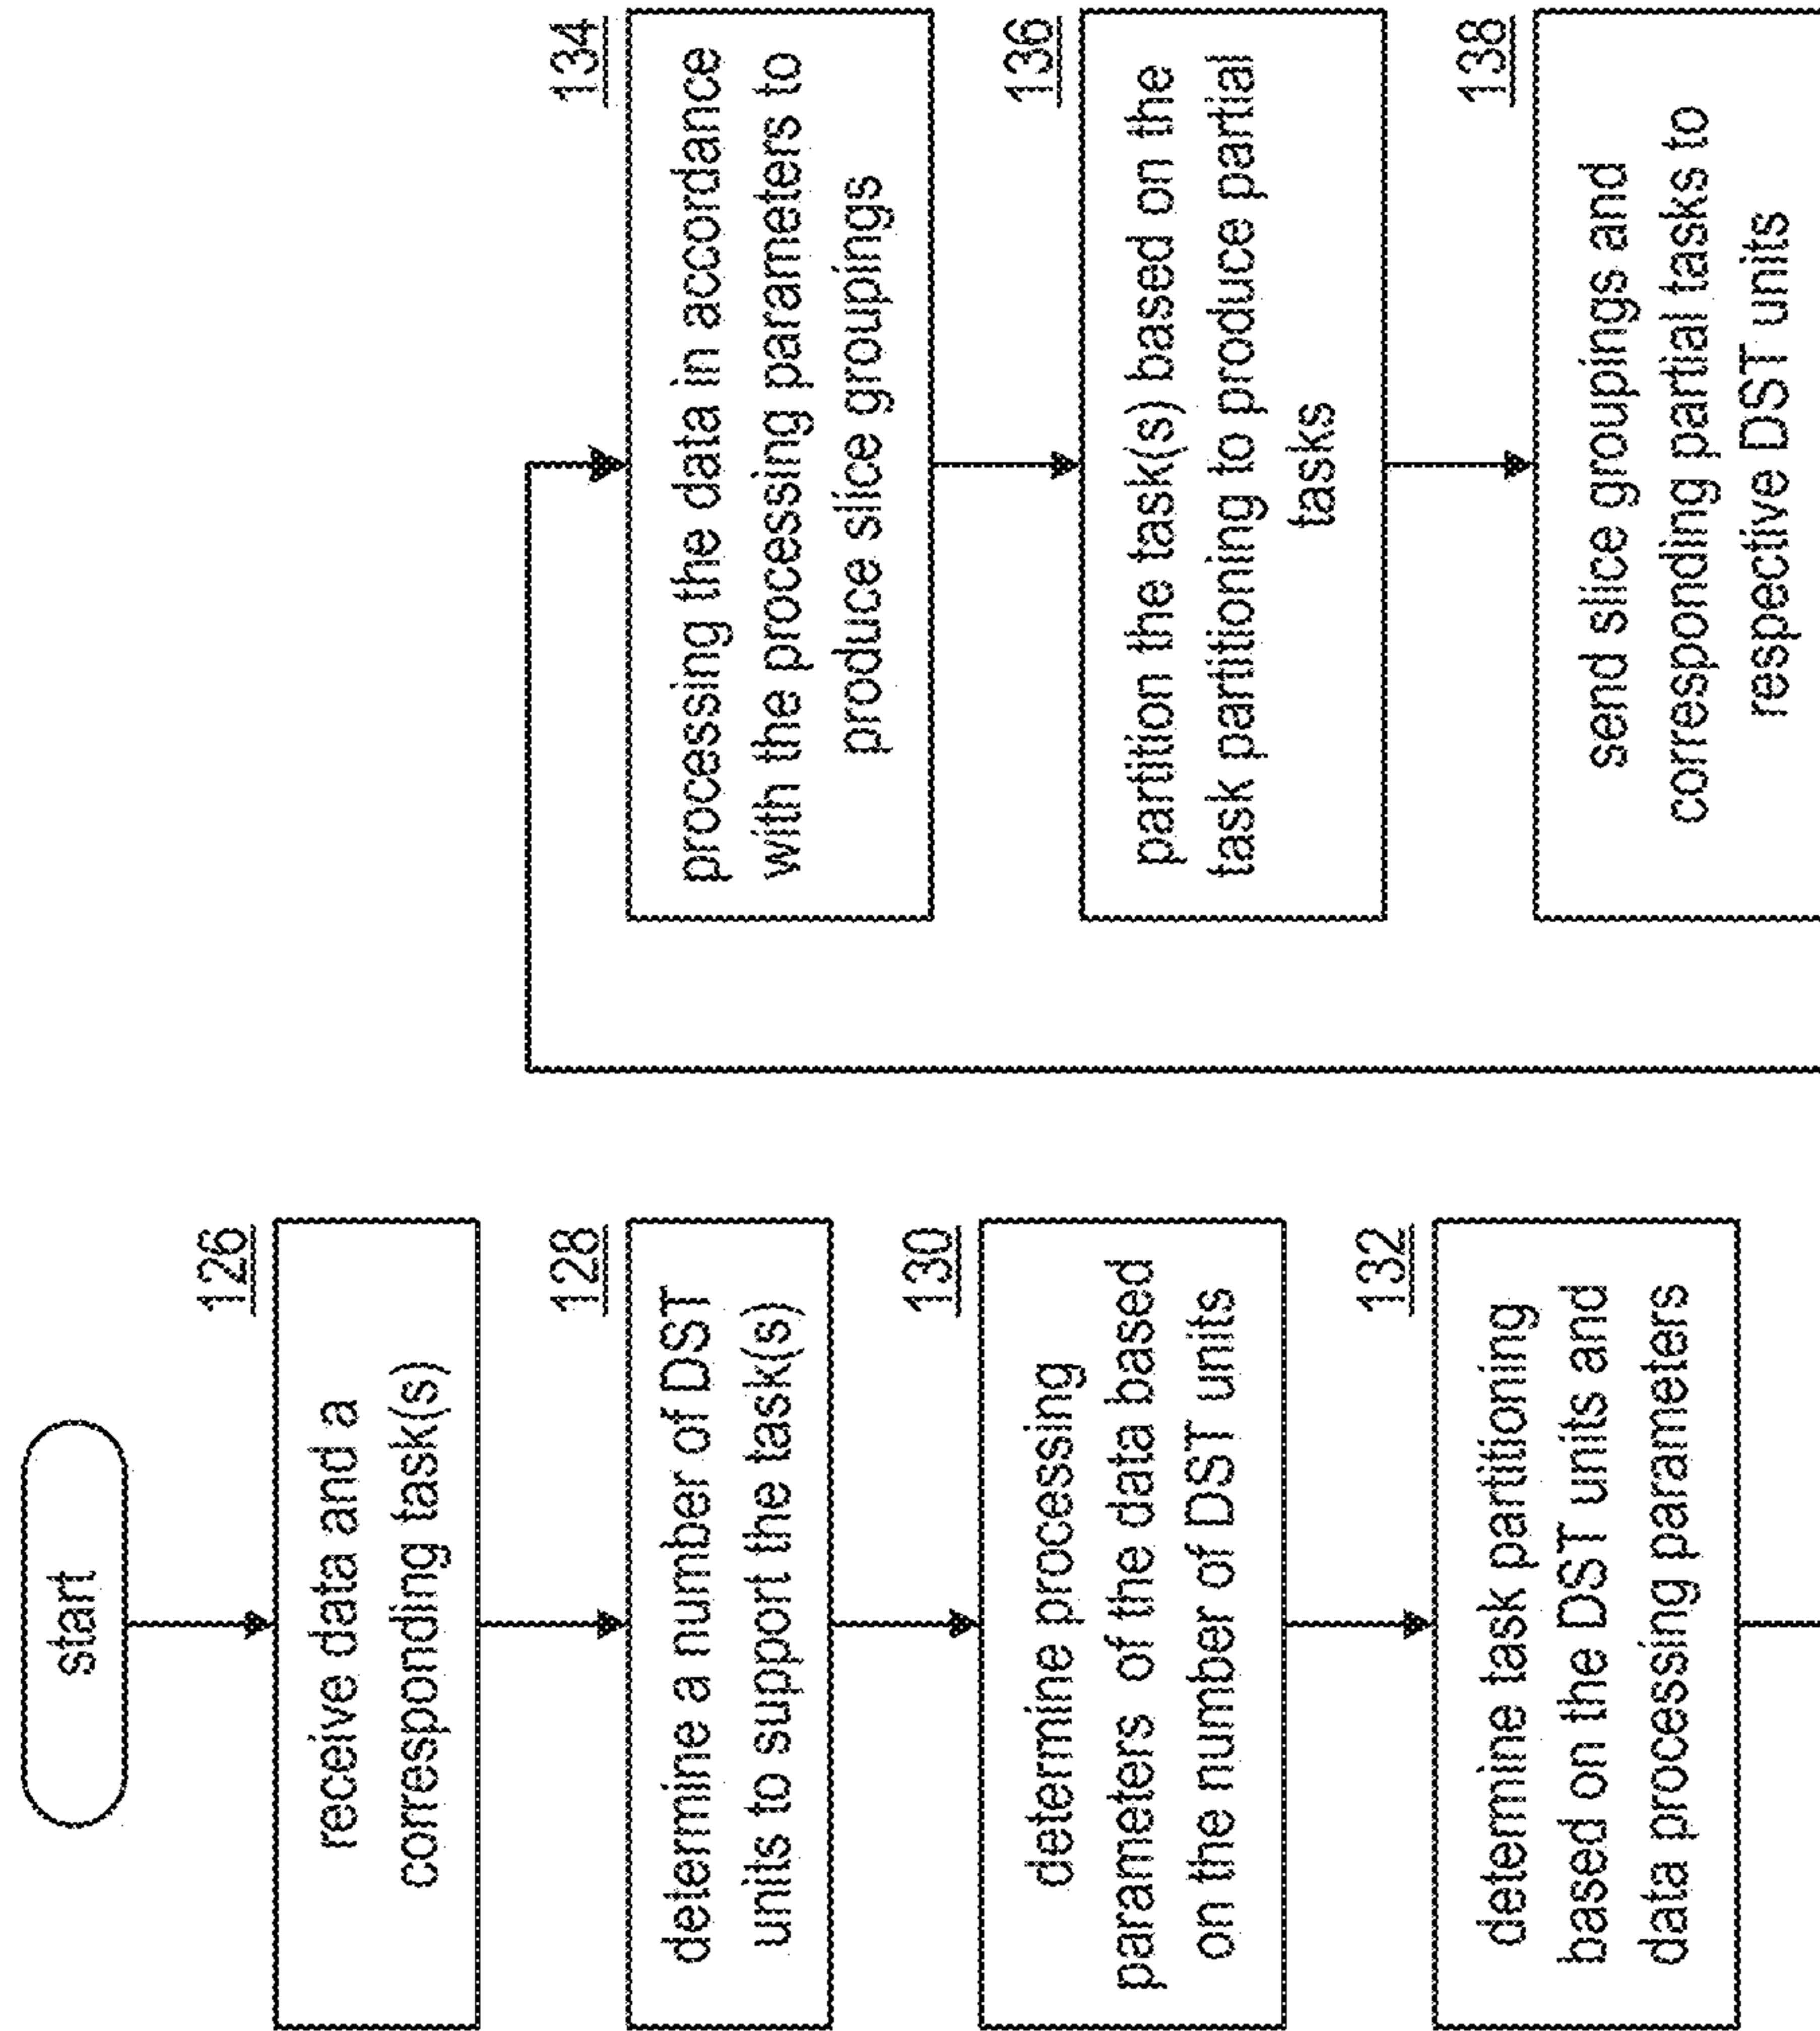 start
126
receive data and a
corresponding task(s)
128
determine a number of DST
units to support the task(s)
130
determine processing
parameters of the data based
on the number of DST units
132
determine task partitioning
based on the DST units and
data processing parameters
134
processing the data in accordance
with the processing parameters to
produce slice groupings
136
partition the task(s) based on the
task partitioning to produce partial
tasks
138
send slice groupings and
corresponding partial tasks to
respective DST units